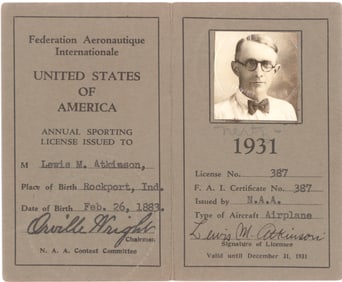 Federation Aeronautique
Internationale
UNITED STATES
OF
AMERICA
ANNUAL SPORTING
LICENSE ISSUED TO
M Lewis M. Atkinson,
Place of Birth Rockport, Ind.
Date of Birth Feb. 26, 1883.
Orville Wright
Chairman.
N. A. A. Contest Committee
1931
License No. 387
F. A. I. Certificate No. 387
Issued by N.A.A.
Type of Aircraft Airplane
Lewis M. Atkinson
Signature of Licensee
Valid until December 31, 1931